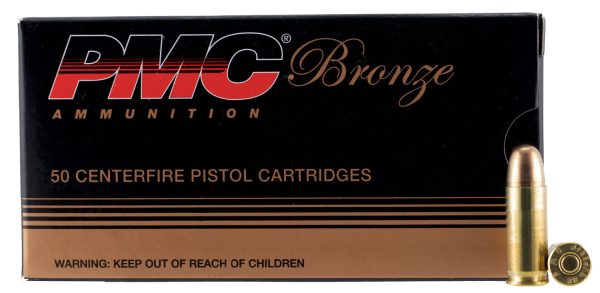 PMC® Bronze
AMMUNITION
50 CENTERFIRE PISTOL CARTRIDGES
WARNING: KEEP OUT OF REACH OF CHILDREN